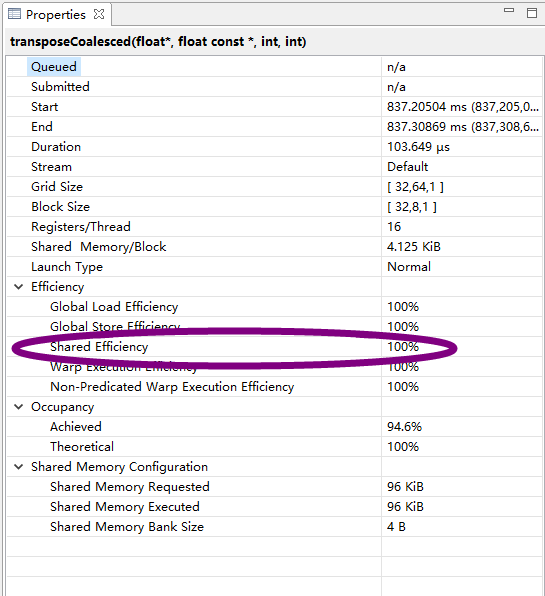 Properties
transposeCoalesced(float*, float const *, int, int)
Queued n/a
Submitted n/a
Start 837.20504 ms (837,205,0...
End 837.30869 ms (837,308,6...
Duration 103.649 µs
Stream Default
Grid Size [ 32,64,1 ]
Block Size [ 32,8,1 ]
Registers/Thread 16
Shared Memory/Block 4.125 KiB
Launch Type Normal
Efficiency
Global Load Efficiency 100%
Global Store Efficiency 100%
Shared Efficiency 100%
Warp Execution Efficiency 100%
Non-Predicated Warp Execution Efficiency 100%
Occupancy
Achieved 94.6%
Theoretical 100%
Shared Memory Configuration
Shared Memory Requested 96 KiB
Shared Memory Executed 96 KiB
Shared Memory Bank Size 4 B